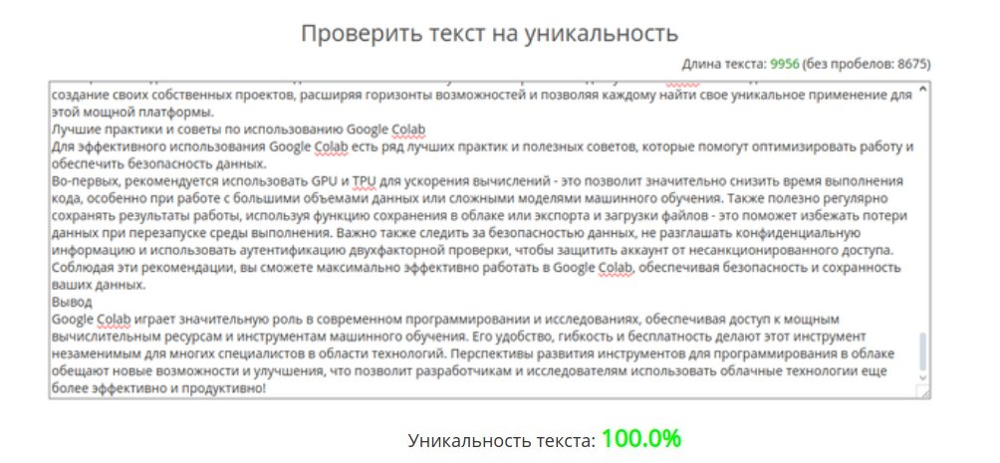 Проверить текст на уникальность
Длина текста: 9956 (без пробелов: 8675)
создание своих собственных проектов, расширяя горизонты возможностей и позволяя каждому найти свое уникальное применение для
этой мощной платформы.
Лучшие практики и советы по использованию Google Colab
Для эффективного использования Google Colab есть ряд лучших практик и полезных советов, которые помогут оптимизировать работу и
обеспечить безопасность данных.
Во-первых, рекомендуется использовать GPU и TPU для ускорения вычислений - это позволит значительно снизить время выполнения
кода, особенно при работе с большими объемами данных или сложными моделями машинного обучения. Также полезно регулярно
сохранять результаты работы, используя функцию сохранения в облаке или экспорта и загрузки файлов - это поможет избежать потери
данных при перезапуске среды выполнения. Важно также следить за безопасностью данных, не разглашать конфиденциальную
информацию и использовать аутентификацию двухфакторной проверки, чтобы защитить аккаунт от несанкционированного доступа.
Соблюдая эти рекомендации, вы сможете максимально эффективно работать в Google Colab, обеспечивая безопасность и сохранность
ваших данных.
Вывод
Google Colab играет значительную роль в современном программировании и исследованиях, обеспечивая доступ к мощным
вычислительным ресурсам и инструментам машинного обучения. Его удобство, гибкость и бесплатность делают этот инструмент
незаменимым для многих специалистов в области технологий. Перспективы развития инструментов для программирования в облаке
обещают новые возможности и улучшения, что позволит разработчикам и исследователям использовать облачные технологии еще
более эффективно и продуктивно!
Уникальность текста: 100.0%